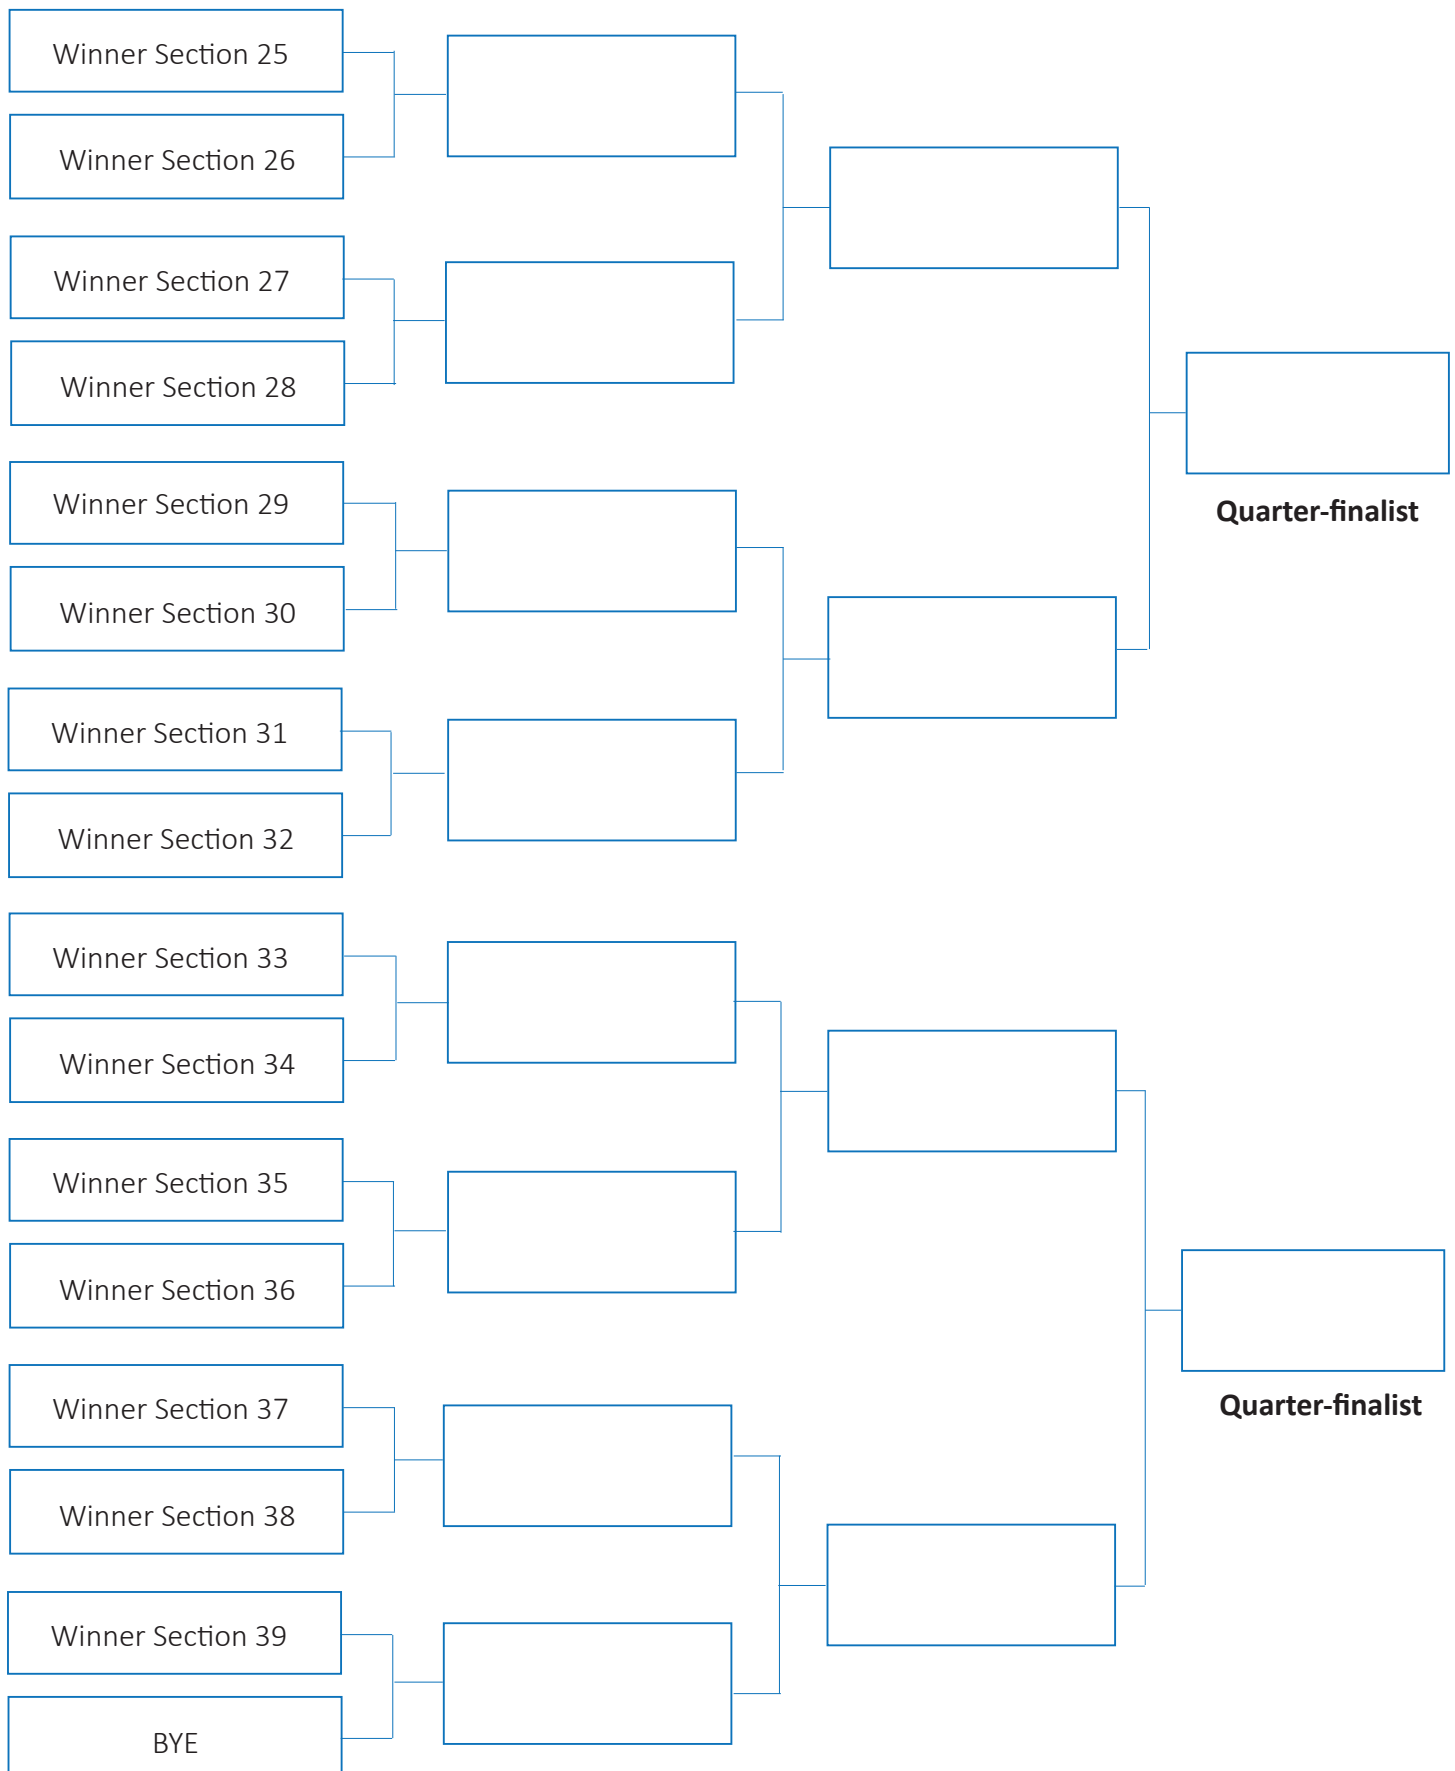 Winner Section 25
Winner Section 26
Winner Section 27
Winner Section 28
Winner Section 29
Quarter-finalist
Winner Section 30
Winner Section 31
Winner Section 32
Winner Section 33
Winner Section 34
Winner Section 35
Winner Section 36
Winner Section 37
Quarter-finalist
Winner Section 38
Winner Section 39
BYE